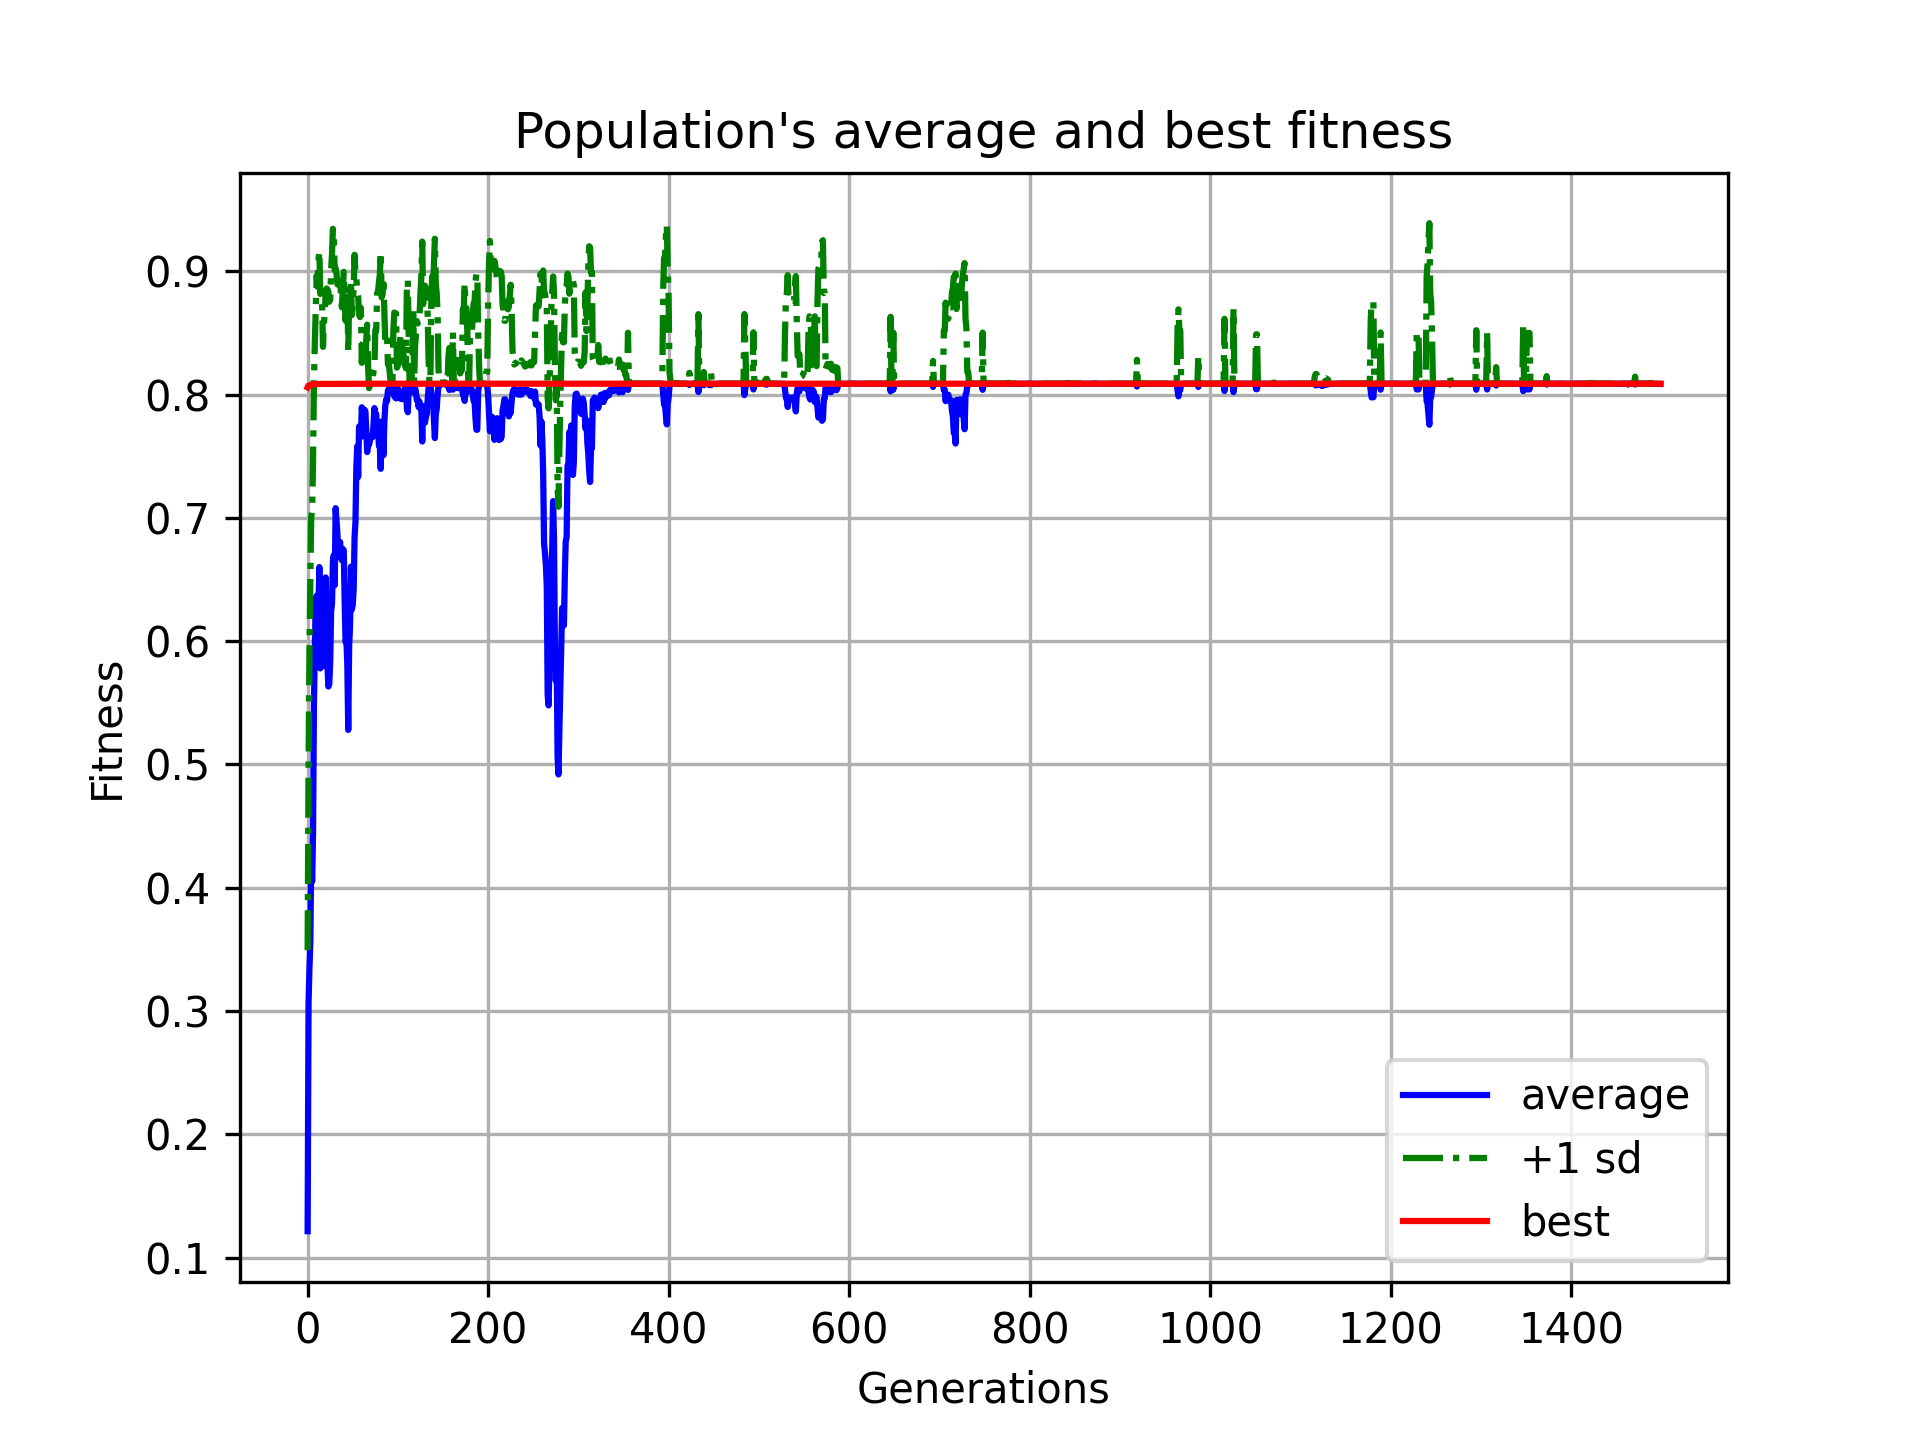 Population's average and best fitness
Fitness
0.9
0.8
0.7
0.6
0.5
0.4
0.3
0.2
0.1
0 200 400 600 800 1000 1200 1400
Generations
average
+1 sd
best